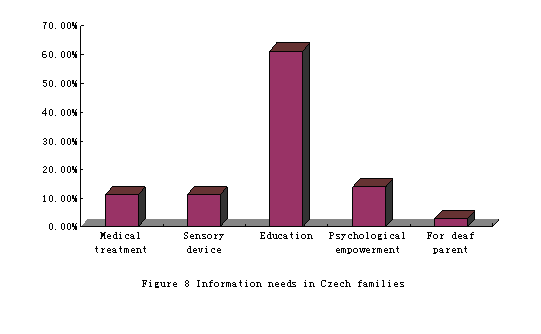 70.00%
60.00%
50.00%
40.00%
30.00%
20.00%
10.00%
0.00%
Medical Sensory Education Psychological For deaf
treatment device empowerment parent
Figure 8 Information needs in Czech families